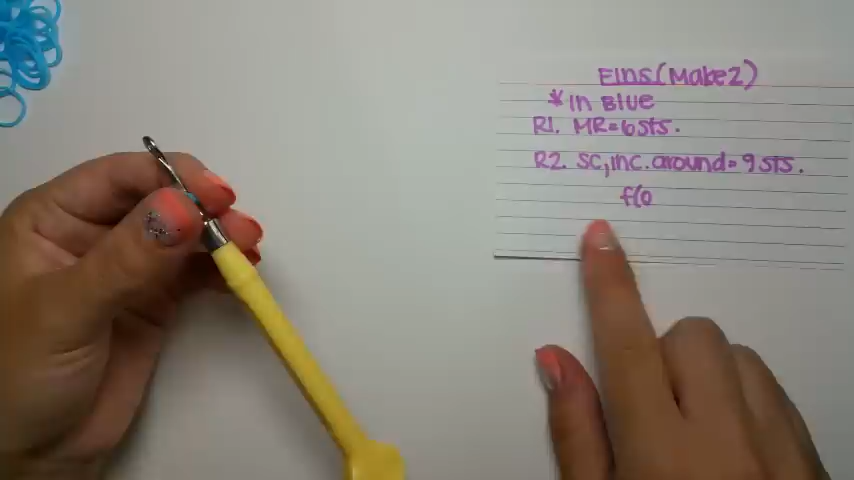 Fins(Make2)
* in Blue
R1. MR=6sts.
R2. SC, inc. around=9sts.
f(o